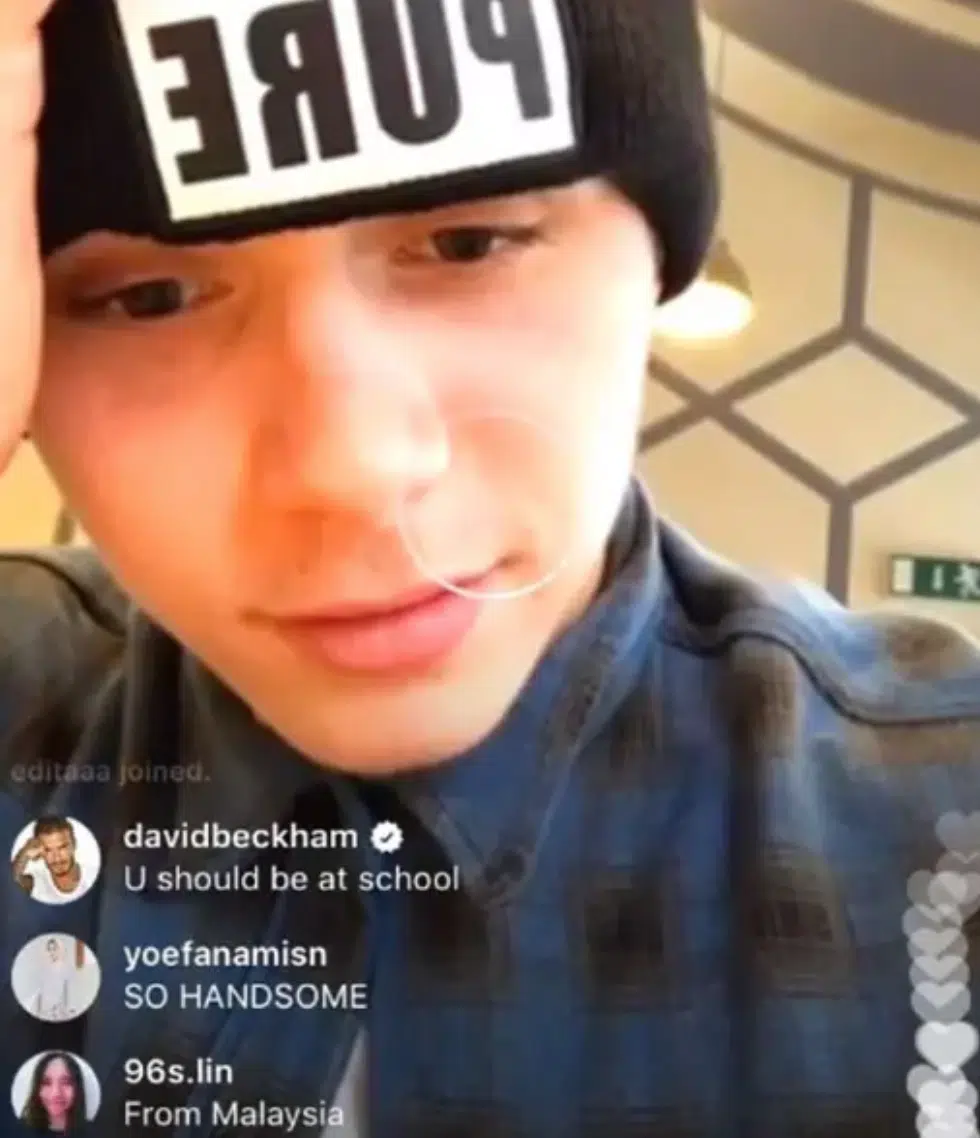 PURE
editaaa joined.
davidbeckham
U should be at school
yoefanamisn
SO HANDSOME
96s.lin
From Malaysia